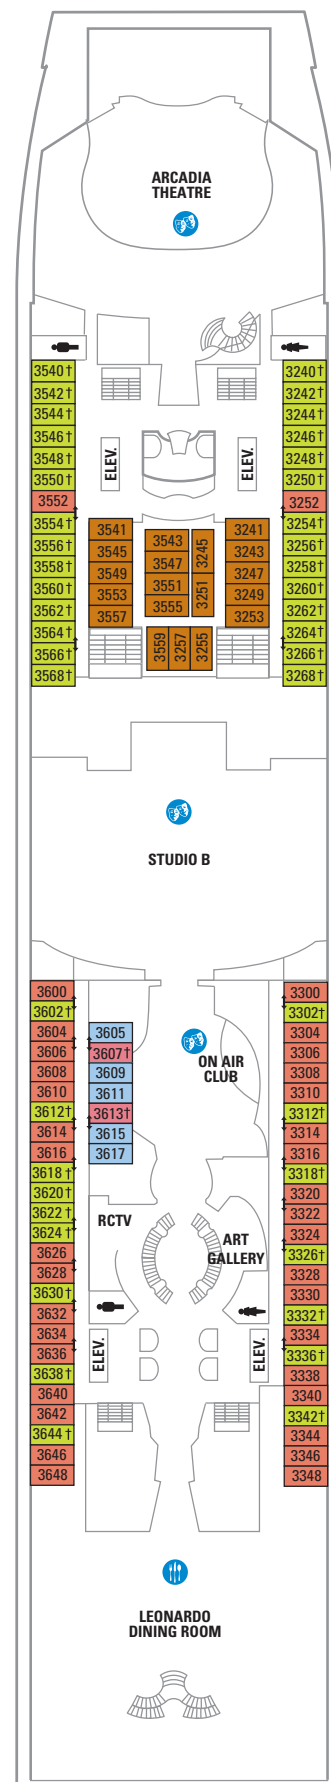 ARCADIA
THEATRE
3540† 3240†
3542† 3242†
3544† 3244†
3546† 3246†
3548† ELEV. ELEV. 3248†
3550† 3250†
3552 3252
3554† 3541 3543 3245 3241 3254†
3556† 3545 3547 3243 3256†
3558† 3549 3551 3251 3247 3258†
3560† 3553 3555 3249 3260†
3562† 3557 3253 3262†
3564† 3264†
3566† 3559 3257 3255 3266†
3568† 3268†
STUDIO B
3600 3300
3602† 3302†
3604 3605 3304
3606 3607† ON AIR 3306
3608 3609 CLUB 3308
3610 3611 3310
3612† 3613† 3312†
3614 3615 3314
3616 3617 3316
3618† 3318†
3620† 3320
3622† RCTV 3322
3624† ART 3324
3626 GALLERY 3326†
3628 3328
3630† 3330
3632 3332†
3634 3334
3636 ELEV. ELEV. 3336†
3638† 3338
3640 3340
3642 3342†
3644† 3344
3646 3346
3648 3348
LEONARDO
DINING ROOM